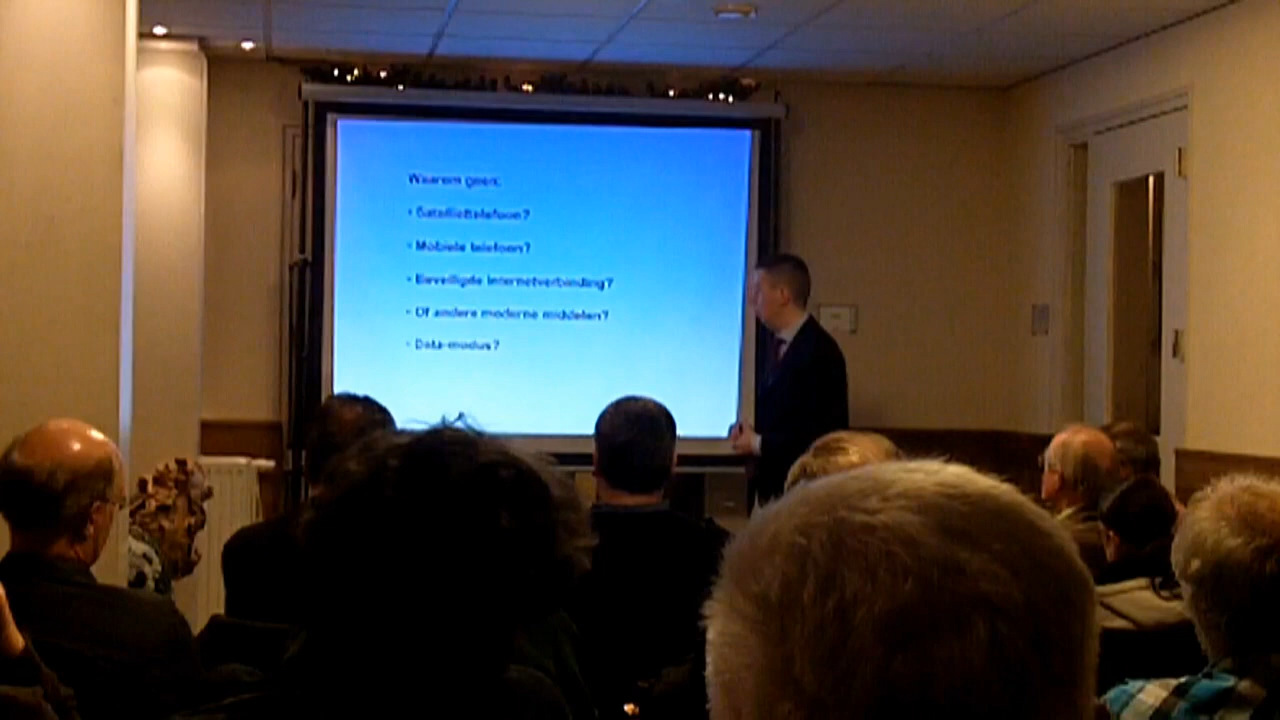 Waarom geen:
- Satelliettelefoon?
- Mobiele telefoon?
- Beveiligde Internetverbinding?
- Of andere moderne middelen?
- Data-modus?